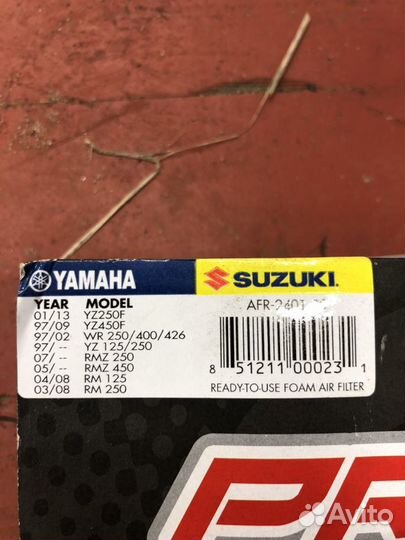 YAMAHA
SUZUKI
YEAR MODEL
01/13 YZ250F
97/09 YZ450F
97/02 WR 250/400/426
97/-- YZ 125/250
07/-- RMZ 250
05/-- RMZ 450
04/08 RM 125
03/08 RM 250
8 51211 00023 1
READY-TO-USE FOAM AIR FILTER
Avito